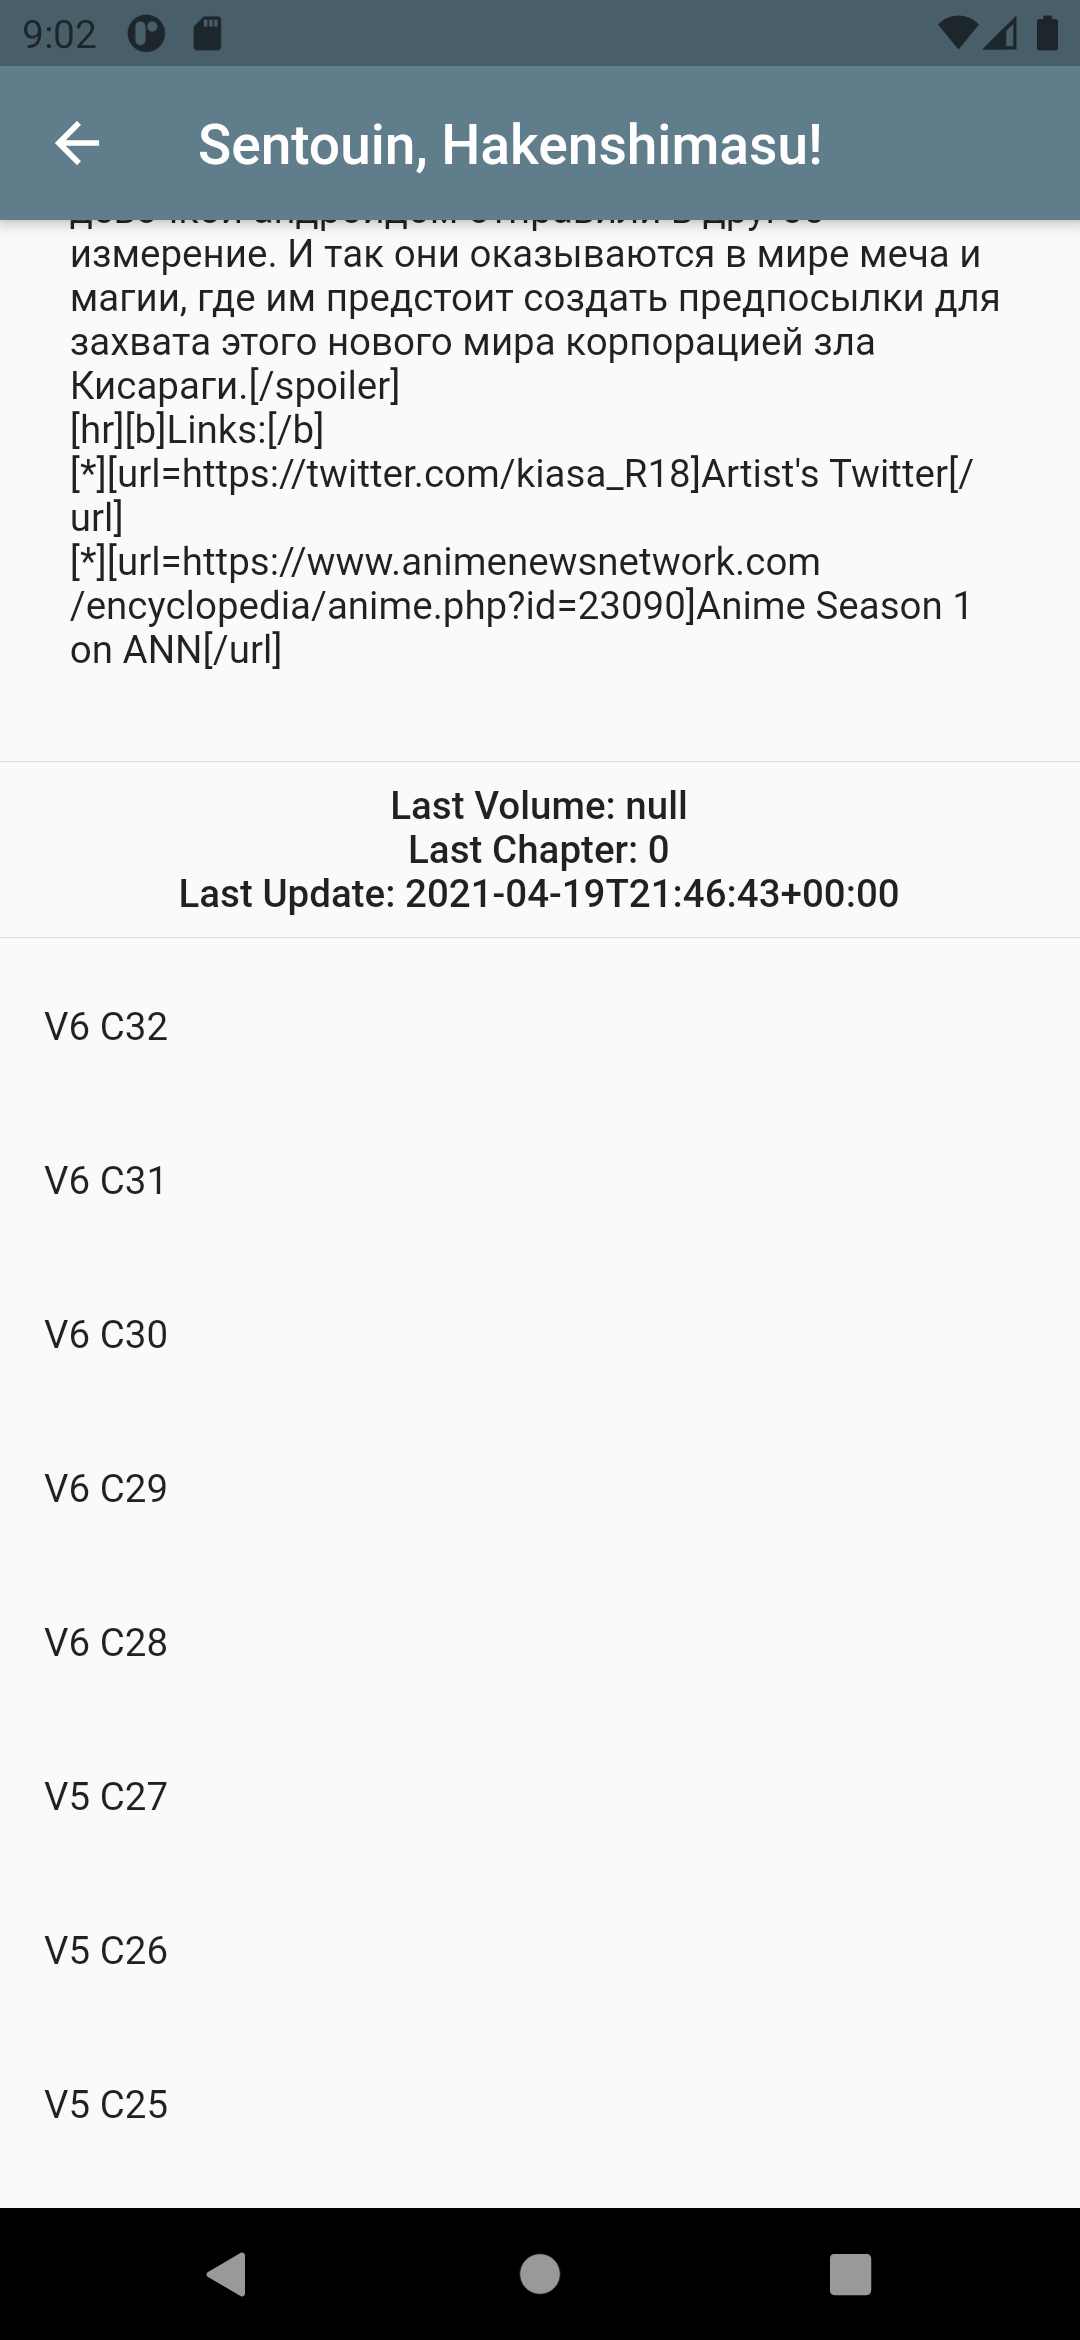 9:02
Sentouin, Hakenshimasu!
измерение. И так они оказываются в мире меча и
магии, где им предстоит создать предпосылки для
захвата этого нового мира корпорацией зла
Кисараги.[/spoiler]
[hr][b]Links:[/b]
[*][url=https://twitter.com/kiasa_R18]Artist's Twitter[/
url]
[*][url=https://www.animenewsnetwork.com
/encyclopedia/anime.php?id=23090]Anime Season 1
on ANN[/url]
Last Volume: null
Last Chapter: 0
Last Update: 2021-04-19T21:46:43+00:00
V6 C32
V6 C31
V6 C30
V6 C29
V6 C28
V5 C27
V5 C26
V5 C25